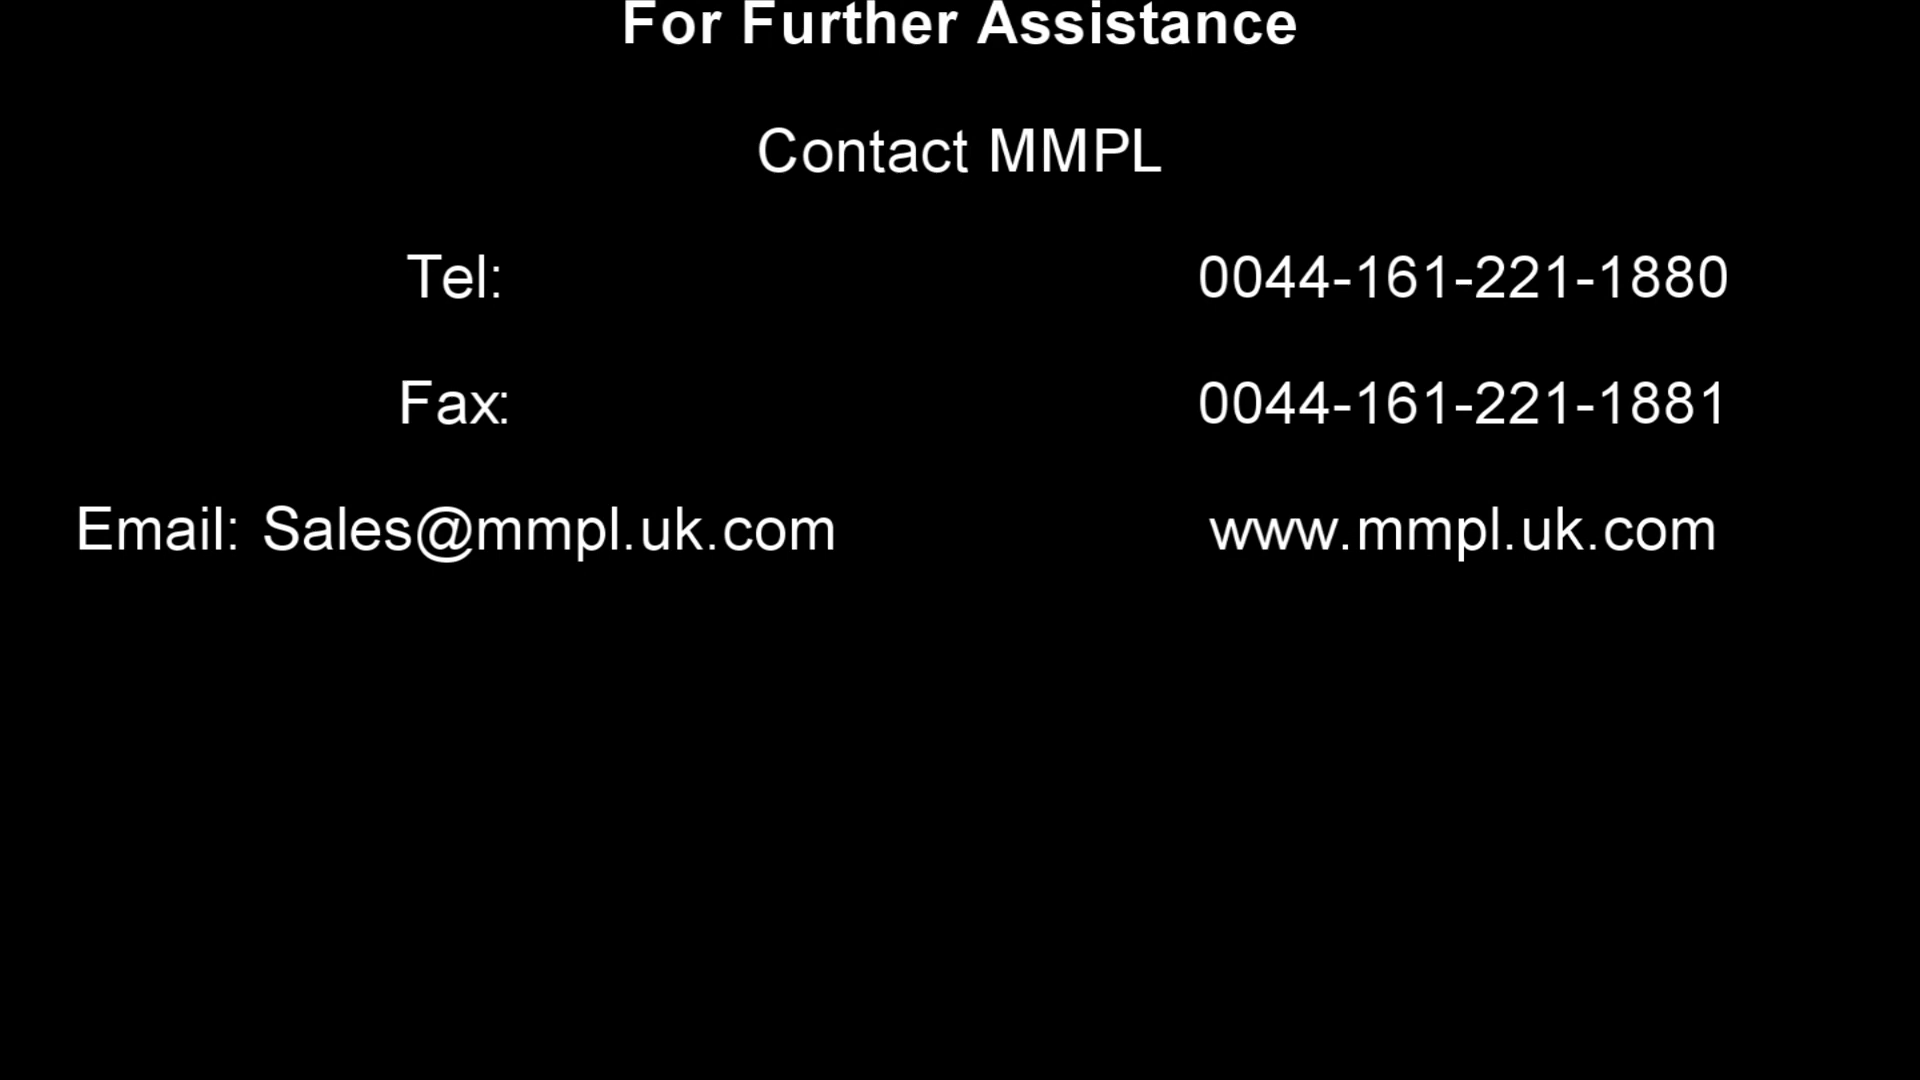 For Further Assistance
Contact MMPL
Tel: 0044-161-221-1880
Fax: 0044-161-221-1881
Email: Sales@mmpl.uk.com www.mmpl.uk.com